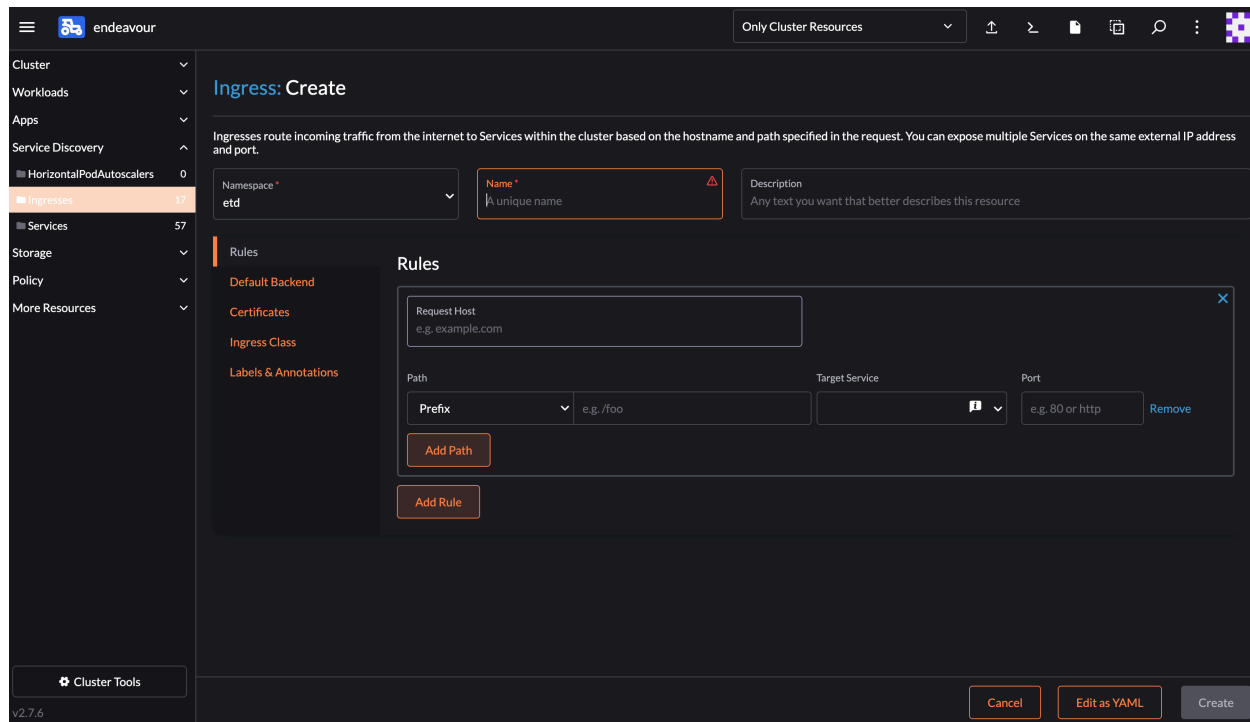 endeavour
Only Cluster Resources
Cluster
Workloads
Apps
Service Discovery
HorizontalPodAutoscalers 0
Ingresses 17
Services 57
Storage
Policy
More Resources
Cluster Tools
v2.7.6
Ingress: Create
Ingresses route incoming traffic from the internet to Services within the cluster based on the hostname and path specified in the request. You can expose multiple Services on the same external IP address
and port.
Namespace *
etd
Name *
A unique name
Description
Any text you want that better describes this resource
Rules
Default Backend
Certificates
Ingress Class
Labels & Annotations
Rules
Request Host
e.g. example.com
Path Target Service Port
Prefix e.g. /foo e.g. 80 or http Remove
Add Path
Add Rule
Cancel Edit as YAML Create